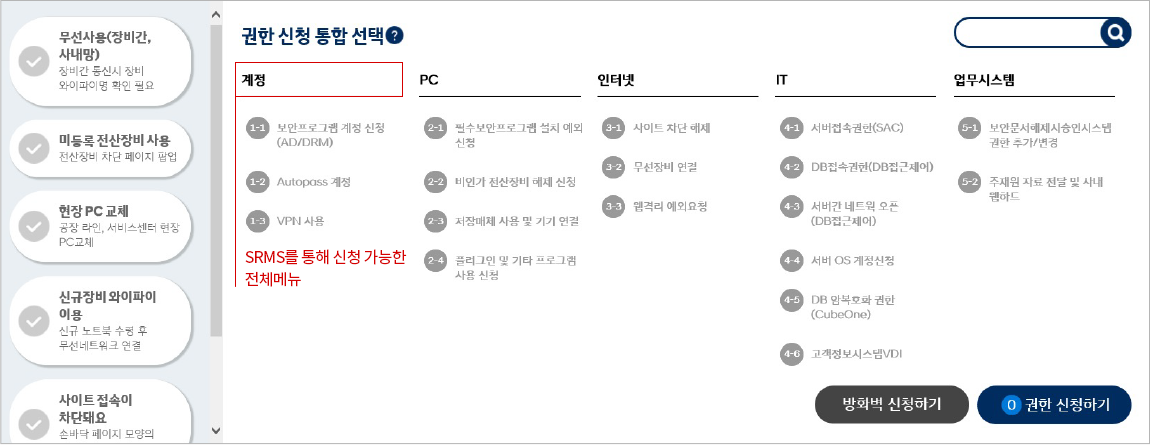 무선사용(장비간,
사내망)
장비간 통신시 장비
와이파이명 확인 필요
미등록 전산장비 사용
전산장비 차단 페이지 팝업
현장 PC 교체
공장 라인, 서비스센터 현장
PC교체
신규장비 와이파이
이용
신규 노트북 수령 후
무선네트워크 연결
사이트 접속이
차단돼요
손바닥 페이지 모양의
권한 신청 통합 선택 ?
계정
1-1 보안프로그램 계정 신청
(AD/DRM)
1-2 Autopass 계정
1-3 VPN 사용
SRMS를 통해 신청 가능한
전체메뉴
PC
2-1 필수보안프로그램 설치 예외
신청
2-2 비인가 전산장비 해제 신청
2-3 저장매체 사용 및 기기 연결
2-4 플러그인 및 기타 프로그램
사용 신청
인터넷
3-1 사이트 차단 해제
3-2 무선장비 연결
3-3 웹격리 예외요청
IT
4-1 서버접속권한(SAC)
4-2 DB접속권한(DB접근제어)
4-3 서버간 네트웍 오픈
(DB접근제어)
4-4 서버 OS 계정신청
4-5 DB 암복호화 권한
(CubeOne)
4-6 고객정보시스템VDI
업무시스템
5-1 보안문서해제시승인시스템
권한 추가/변경
5-2 주재원 자료 전달 및 사내
웹하드
방화벽 신청하기
0 권한 신청하기